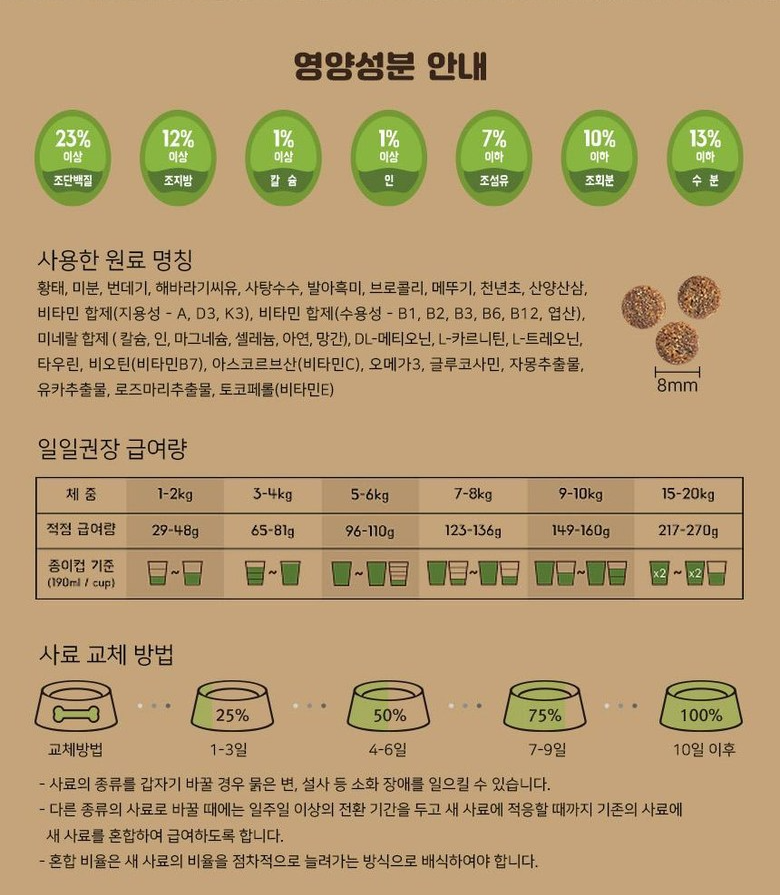 영양성분 안내
23% 이상 조단백질
12% 이상 조지방
1% 이상 칼 슘
1% 이상 인
7% 이하 조섬유
10% 이하 조회분
13% 이하 수 분
사용한 원료 명칭
황태, 미분, 번데기, 해바라기씨유, 사탕수수, 발아흑미, 브로콜리, 메뚜기, 천년초, 산양산삼,
비타민 합제(지용성 - A, D3, K3), 비타민 합제(수용성 - B1, B2, B3, B6, B12, 엽산),
미네랄 합제 ( 칼슘, 인, 마그네슘, 셀레늄, 아연, 망간), DL-메티오닌, L-카르니틴, L-트레오닌,
타우린, 비오틴(비타민B7), 아스코르브산(비타민C), 오메가3, 글루코사민, 자몽추출물,
유카추출물, 로즈마리추출물, 토코페롤(비타민E)
8mm
일일권장 급여량
체 중 1-2kg 3-4kg 5-6kg 7-8kg 9-10kg 15-20kg
적정 급여량 29-48g 65-81g 96-110g 123-136g 149-160g 217-270g
종이컵 기준 ~ ~ ~ ~ ~ x2 ~ x2
(190ml / cup)
사료 교체 방법
25% 50% 75% 100%
교체방법 1-3일 4-6일 7-9일 10일 이후
- 사료의 종류를 갑자기 바꿀 경우 묽은 변, 설사 등 소화 장애를 일으킬 수 있습니다.
- 다른 종류의 사료로 바꿀 때에는 일주일 이상의 전환 기간을 두고 새 사료에 적응할 때까지 기존의 사료에
새 사료를 혼합하여 급여하도록 합니다.
- 혼합 비율은 새 사료의 비율을 점차적으로 늘려가는 방식으로 배식하여야 합니다.